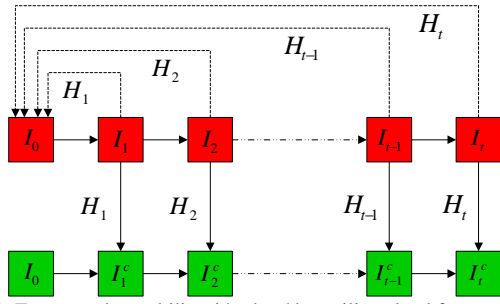 H_t
H_{t-1}
H_2
H_1
I_0 I_1 I_2 I_{t-1} I_t
H_1 H_2 H_{t-1} H_t
I_0 I_1^c I_2^c I_{t-1}^c I_t^c